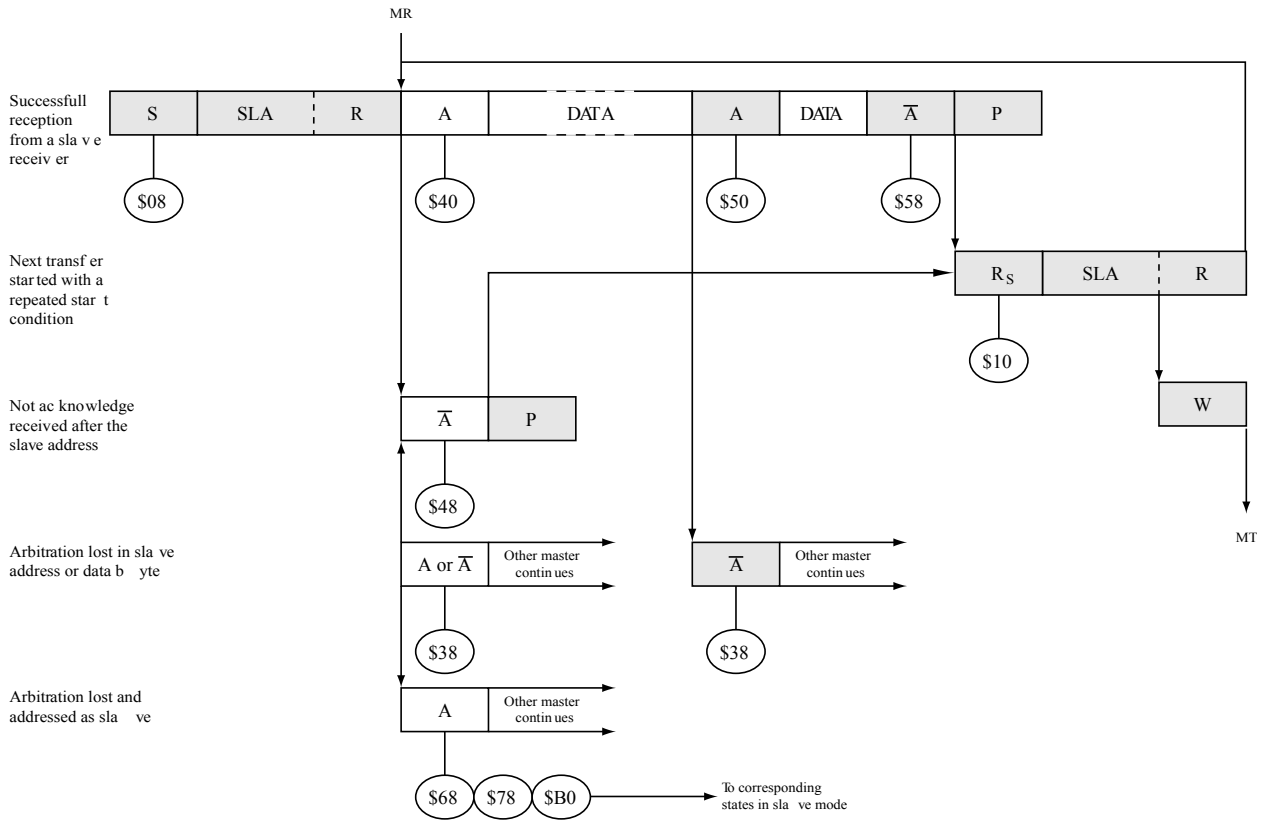 MR
Successfull
reception
from a sla v e
receiv er
S SLA R A DATA A DATA A P
$08 $40 $50 $58
Next transf er
star ted with a
repeated star t
condition
RS SLA R
$10
Not ac knowledge
received after the
slave address
A P
W
$48
MT
Arbitration lost in sla ve
address or data b yte
A or A
Other master
contin ues
A
Other master
contin ues
$38 $38
Arbitration lost and
addressed as sla ve
A
Other master
contin ues
$68 $78 $B0
To corresponding
states in sla ve mode